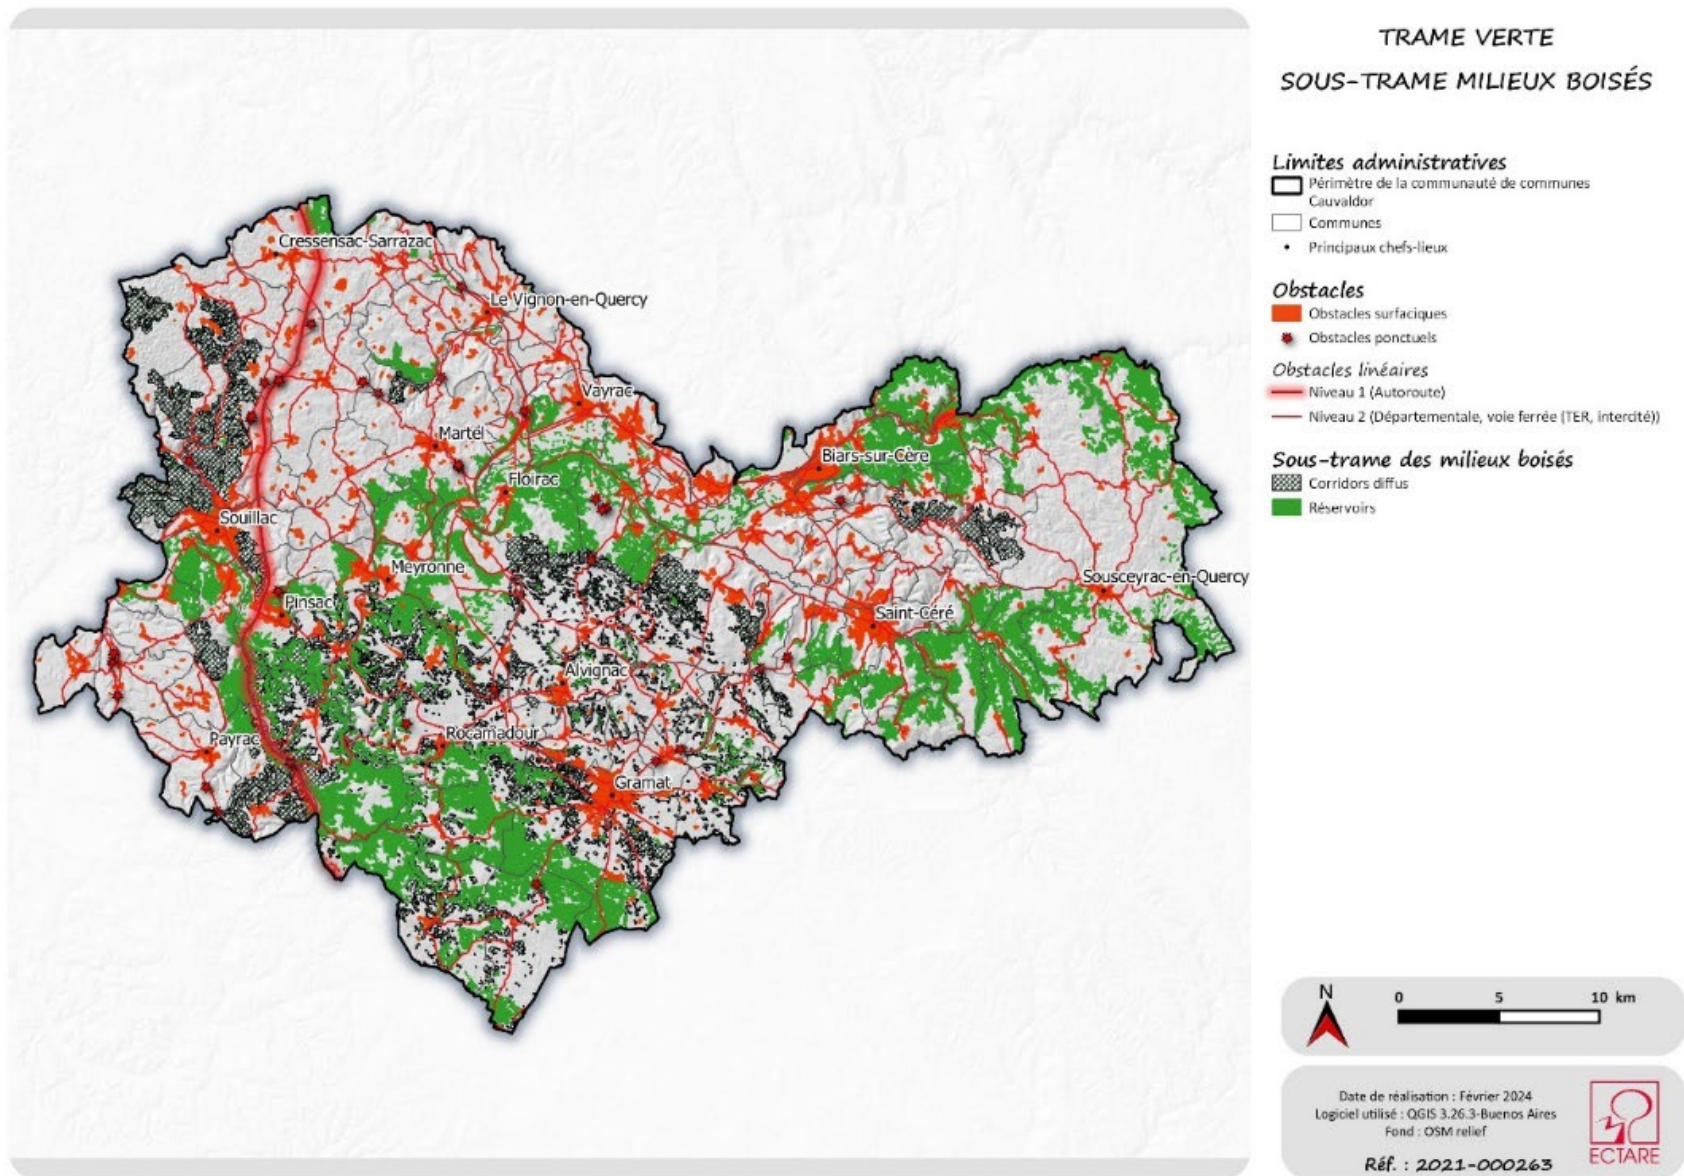 TRAME VERTE
SOUS-TRAME MILIEUX BOISÉS
Limites administratives
Périmètre de la communauté de communes
Cauvaldor
Communes
Principaux chefs-lieux
Obstacles
Obstacles surfaciques
Obstacles ponctuels
Obstacles linéaires
Niveau 1 (Autoroute)
Niveau 2 (Départementale, voie ferrée (TER, intercité))
Sous-trame des milieux boisés
Corridors diffus
Réservoirs
Cressensac-Sarrazac
Le Vignon-en-Quercy
Vayrac
Martel
Biars-sur-Cère
Floirac
Souillac
Meyronne
Sousceyrac-en-Quercy
Pinsac
Saint-Céré
Alvignac
Payrac
Rocamadour
Gramat
N
0 5 10 km
Date de réalisation : Février 2024
Logiciel utilisé : QGIS 3.26.3-Buenos Aires
Fond : OSM relief
Réf. : 2021-000263
ECTARE